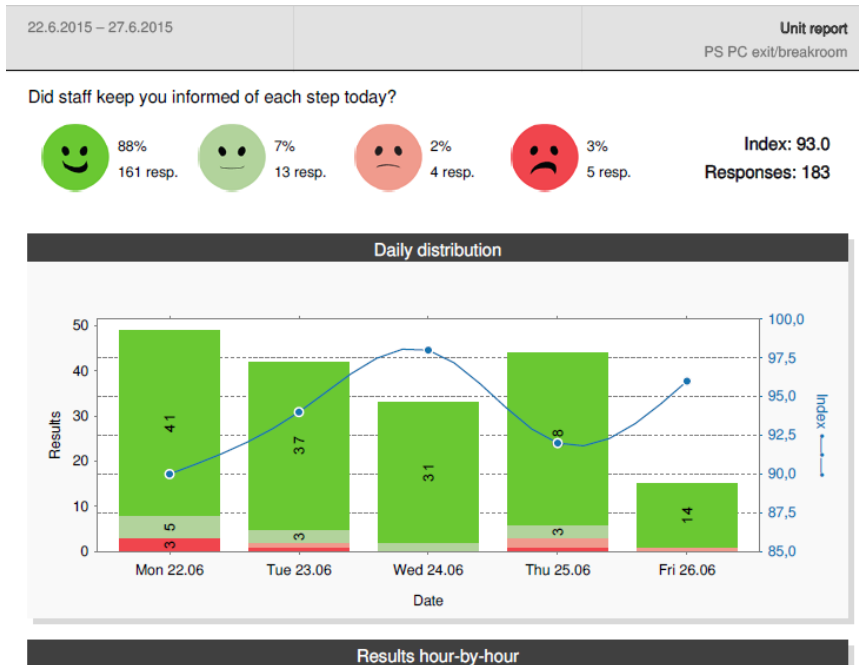 22.6.2015 – 27.6.2015
Unit report
PS PC exit/breakroom
Did staff keep you informed of each step today?
88%
161 resp.
7%
13 resp.
2%
4 resp.
3%
5 resp.
Index: 93.0
Responses: 183
Daily distribution
50
40
30
20
10
0
Results
41
5
3
37
3
31
8
3
14
100,0
97,5
95,0
92,5
90,0
87,5
85,0
Index
Mon 22.06
Tue 23.06
Wed 24.06
Thu 25.06
Fri 26.06
Date
Results hour-by-hour